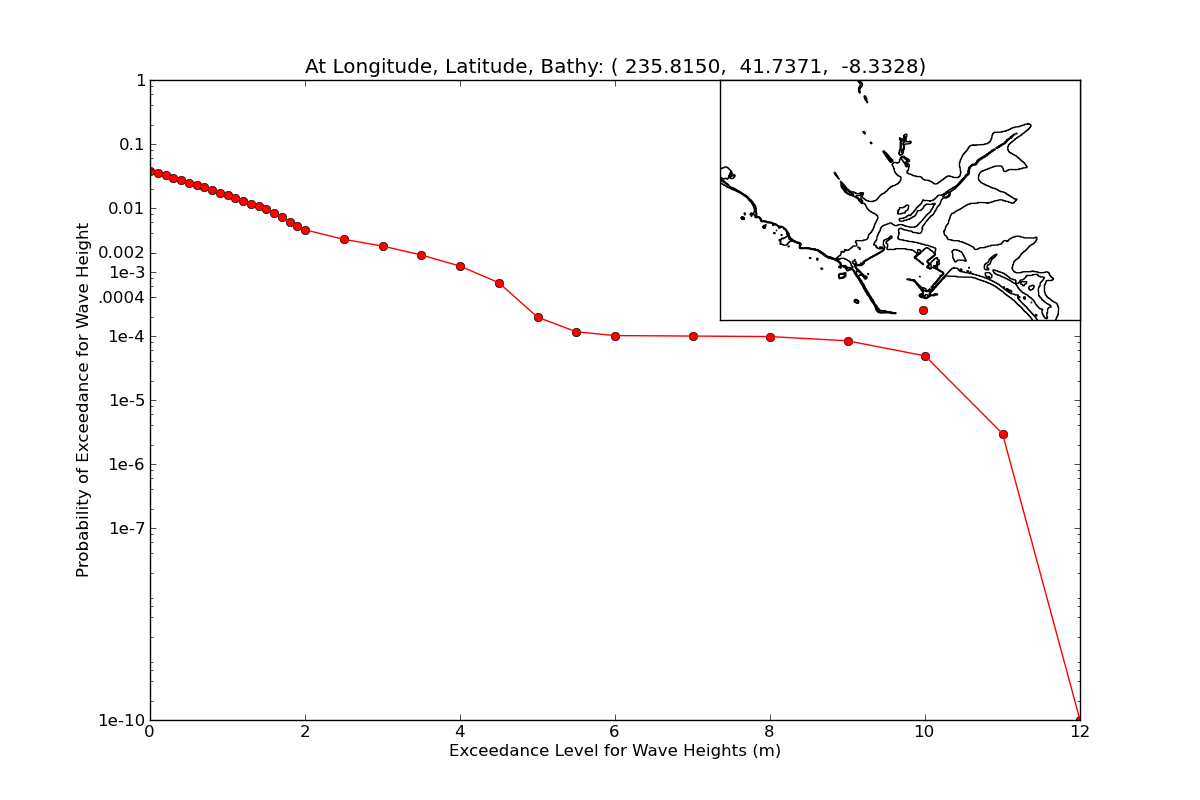 At Longitude, Latitude, Bathy: ( 235.8150,  41.7371,  -8.3328)
Probability of Exceedance for Wave Height
1
0.1
0.01
0.002
1e-3
.0004
1e-4
1e-5
1e-6
1e-7
1e-10
0 2 4 6 8 10 12
Exceedance Level for Wave Heights (m)